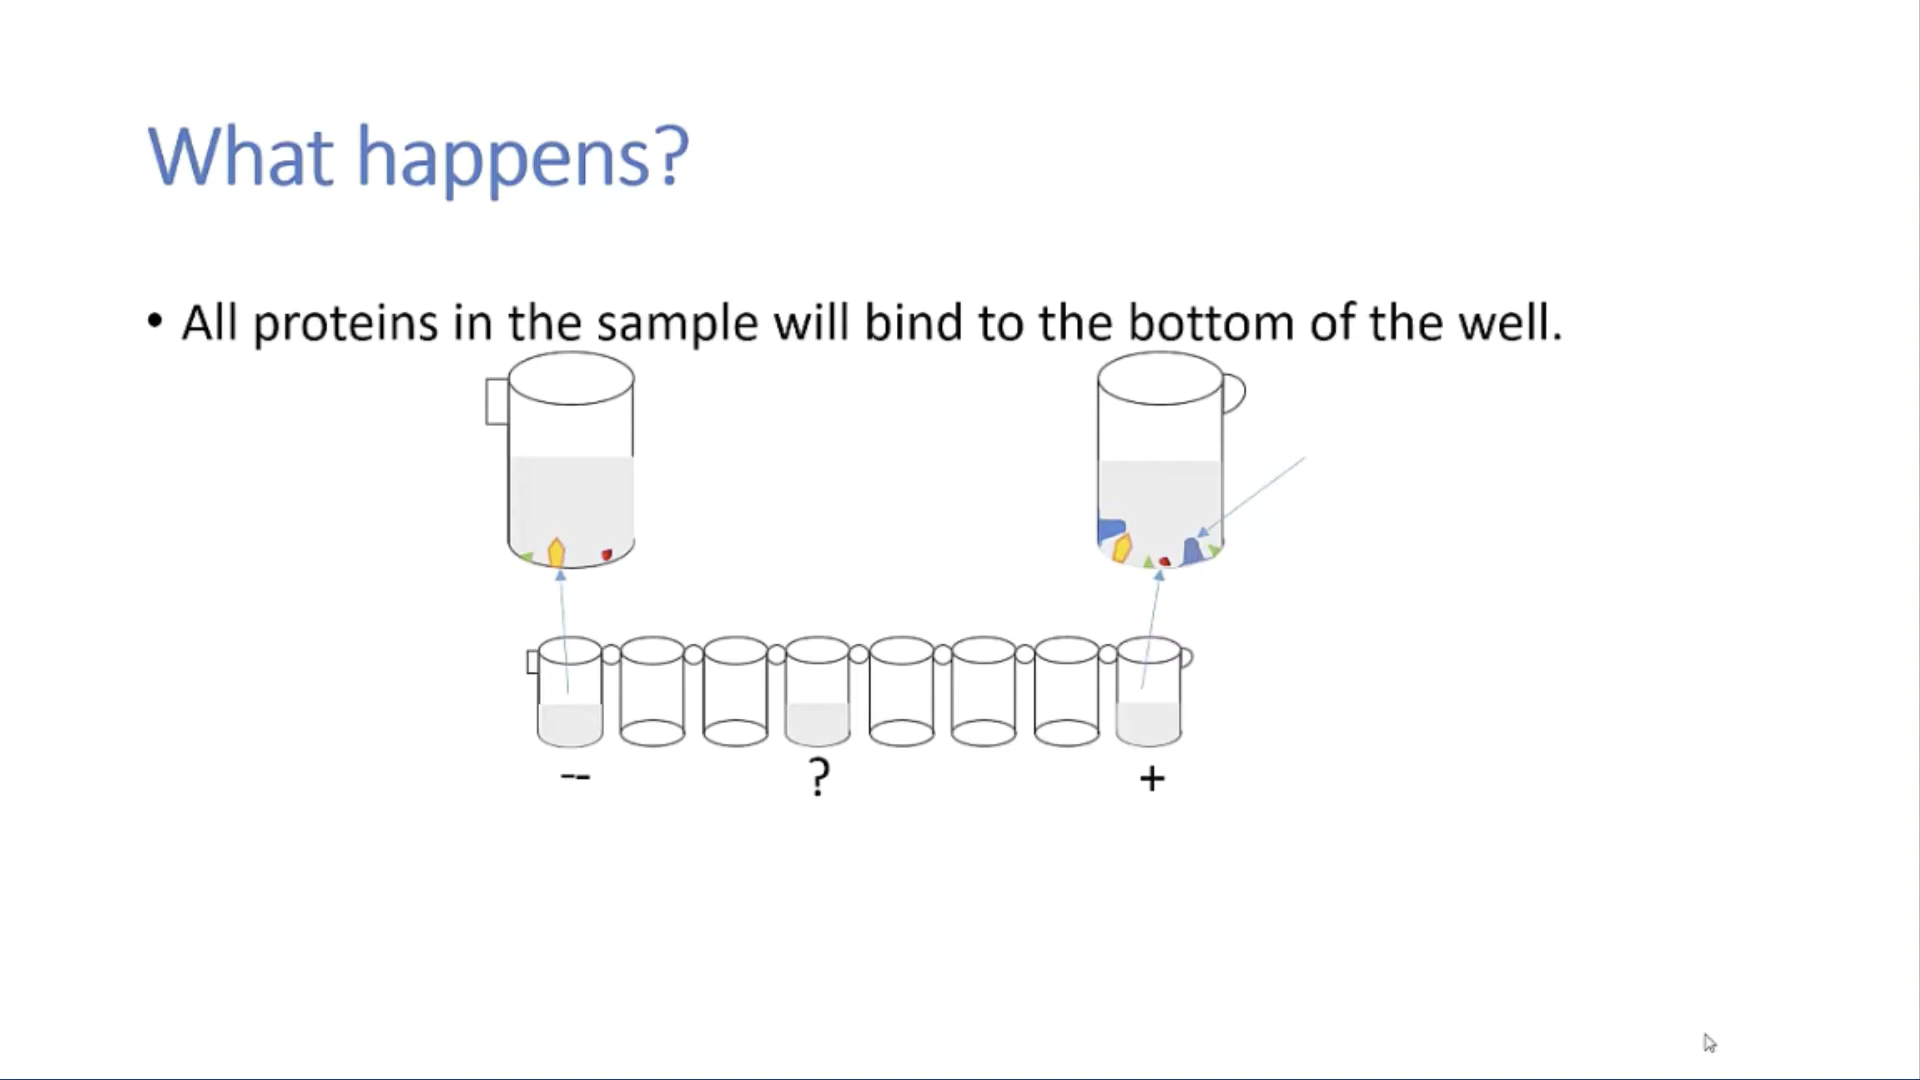 What happens?
• All proteins in the sample will bind to the bottom of the well.
-- ? +